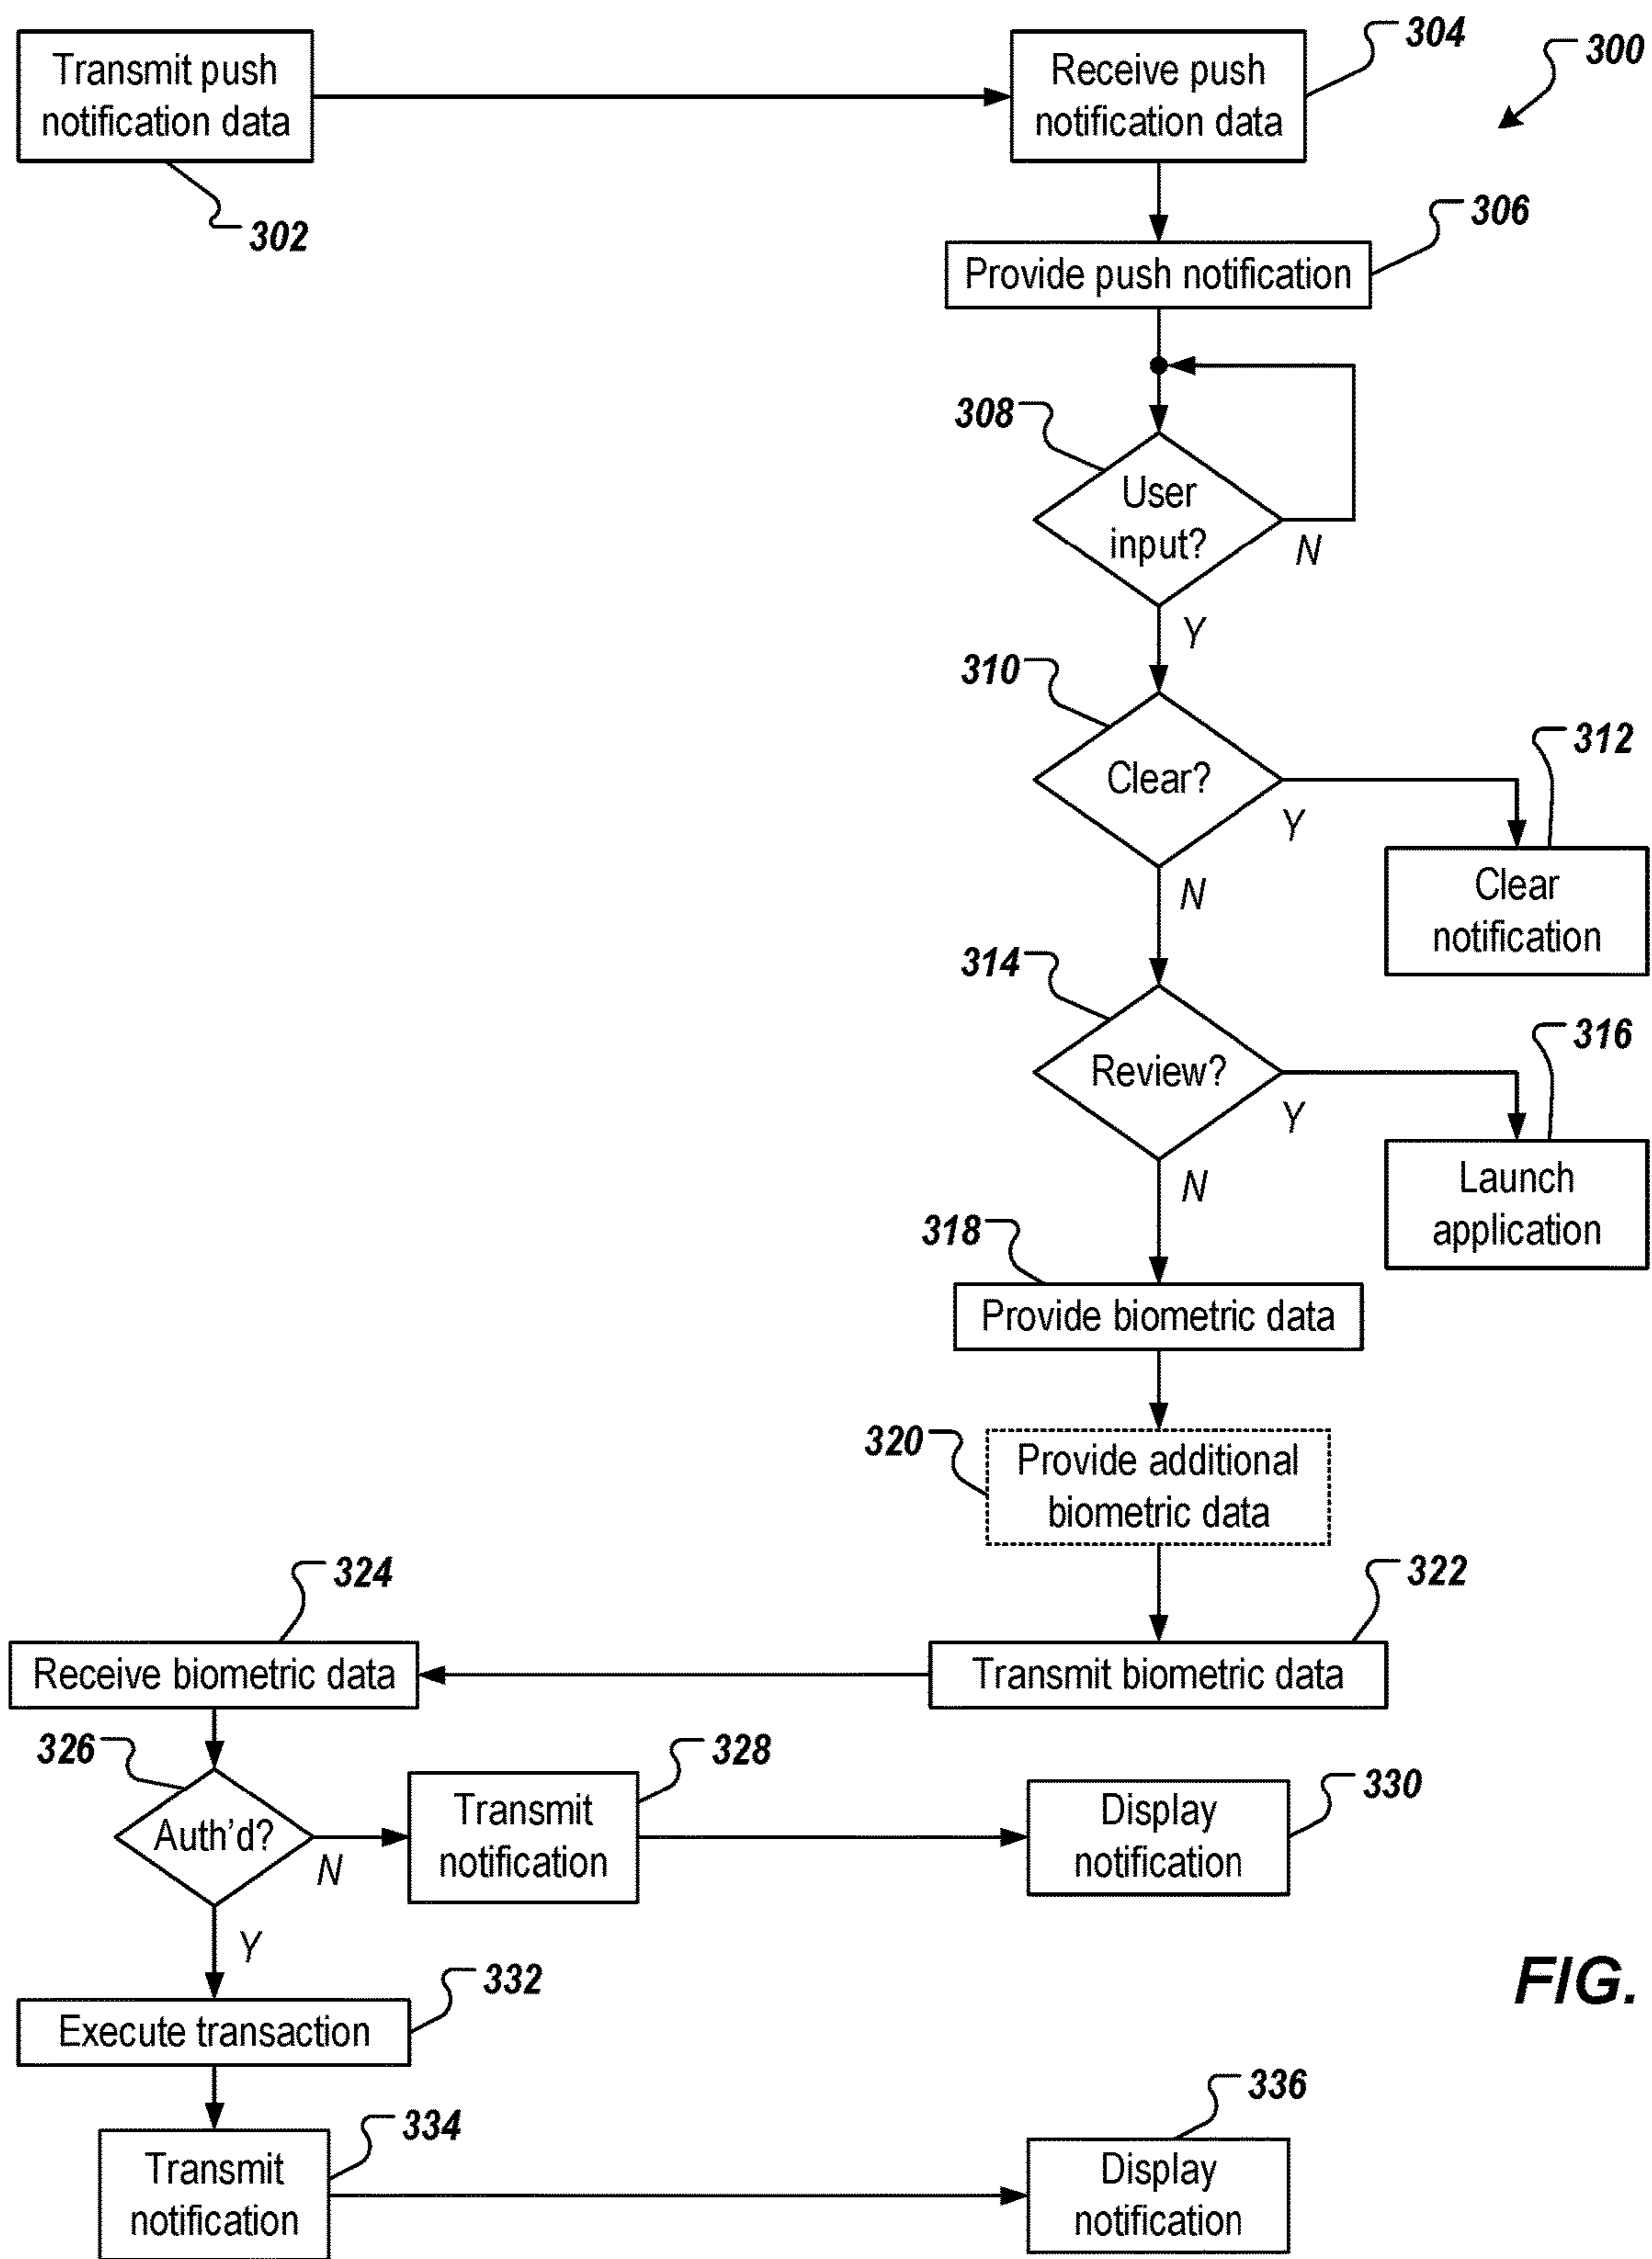 Transmit push
notification data
302
Receive push
notification data
304
300
Provide push notification
306
308
User
input?
N
Y
310
Clear?
Y
N
312
Clear
notification
314
Review?
Y
N
316
Launch
application
318
Provide biometric data
320
Provide additional
biometric data
322
Transmit biometric data
324
Receive biometric data
326
Auth'd?
N
Y
328
Transmit
notification
330
Display
notification
332
Execute transaction
FIG.
334
Transmit
notification
336
Display
notification